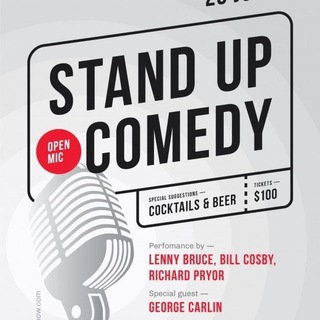 STAND UP
COMEDY
OPEN
MIC
SPECIAL SUGGESTIONS —
COCKTAILS & BEER
TICKETS —
$100
Perfomance by —
LENNY BRUCE, BILL COSBY,
RICHARD PRYOR
Special guest —
GEORGE CARLIN